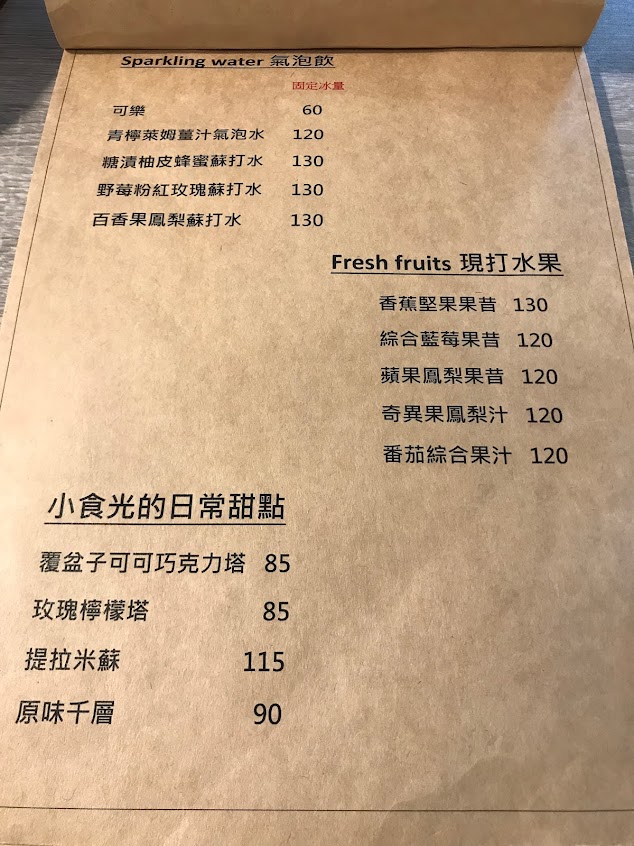 Sparkling water 氣泡飲
固定冰量
可樂 60
青檸萊姆薑汁氣泡水 120
糖漬柚皮蜂蜜蘇打水 130
野莓粉紅玫瑰蘇打水 130
百香果鳳梨蘇打水 130
Fresh fruits 現打水果
香蕉堅果果昔 130
綜合藍莓果昔 120
蘋果鳳梨果昔 120
奇異果鳳梨汁 120
番茄綜合果汁 120
小食光的日常甜點
覆盆子可可巧克力塔 85
玫瑰檸檬塔 85
提拉米蘇 115
原味千層 90